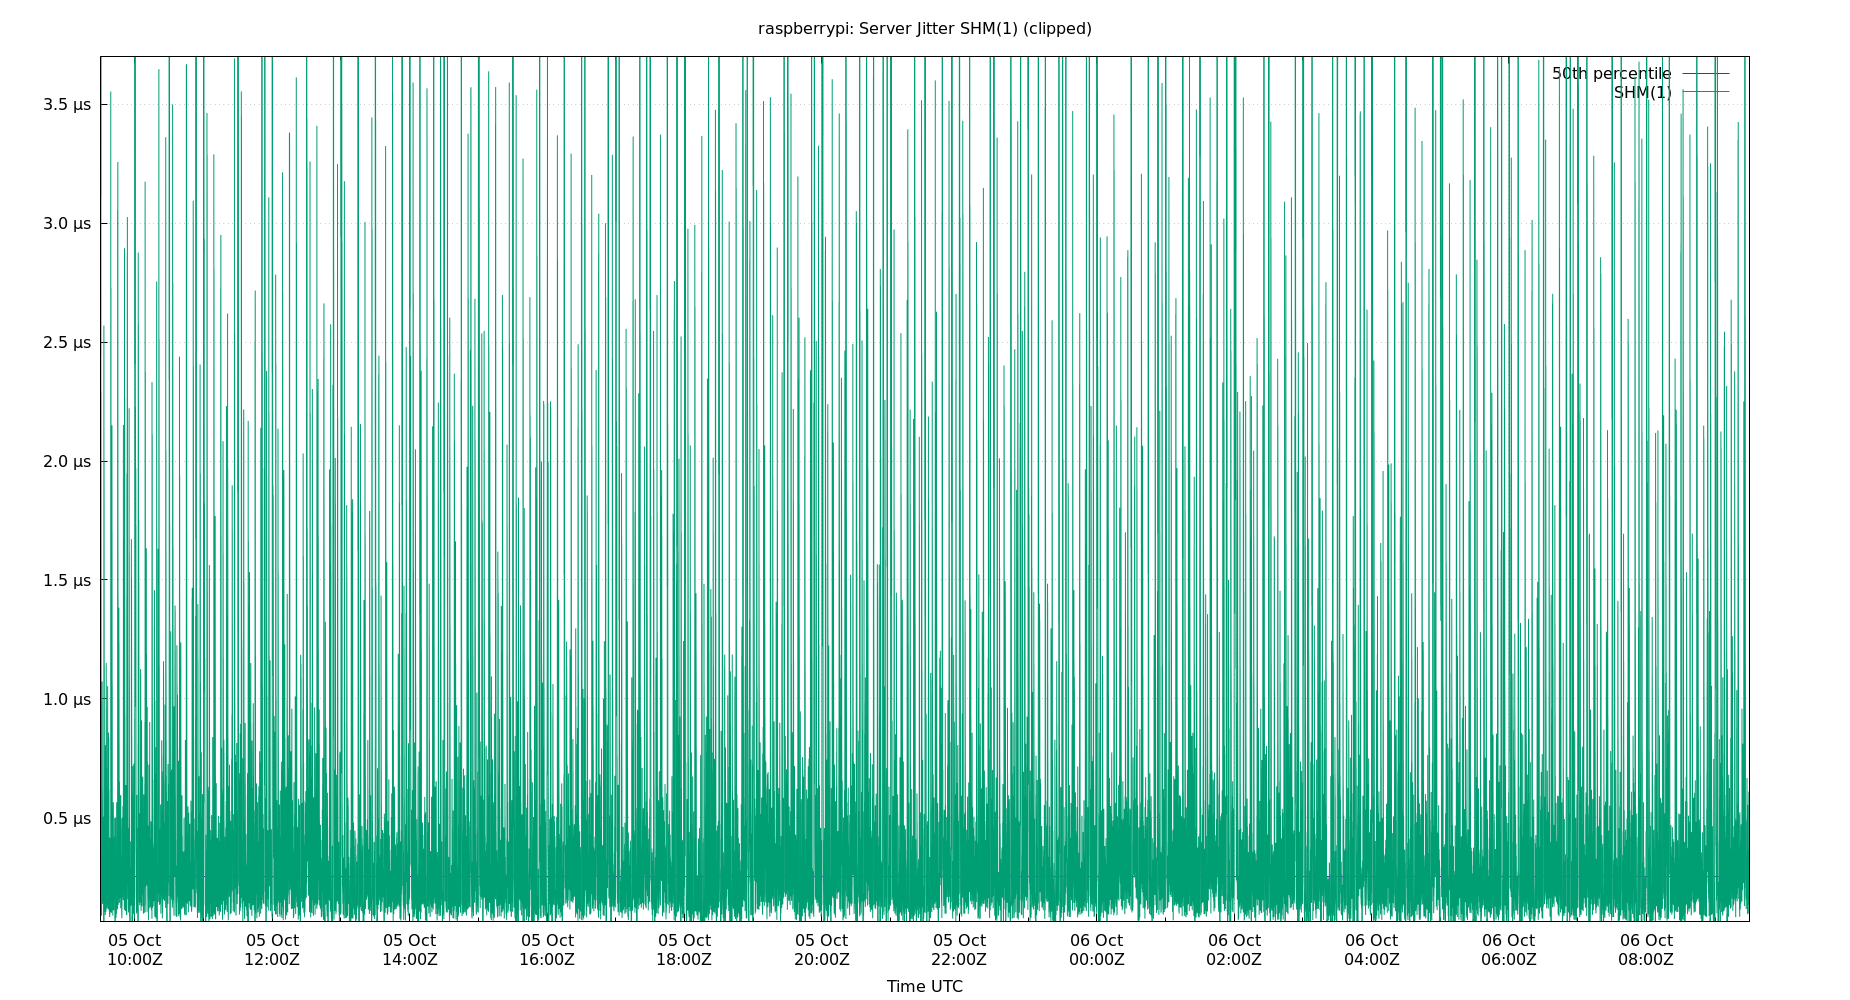 raspberrypi: Server Jitter SHM(1) (clipped)
50th percentile
SHM(1)
3.5 μs
3.0 μs
2.5 μs
2.0 μs
1.5 μs
1.0 μs
0.5 μs
05 Oct 05 Oct 05 Oct 05 Oct 05 Oct 05 Oct 05 Oct 06 Oct 06 Oct 06 Oct 06 Oct 06 Oct
10:00Z 12:00Z 14:00Z 16:00Z 18:00Z 20:00Z 22:00Z 00:00Z 02:00Z 04:00Z 06:00Z 08:00Z
Time UTC